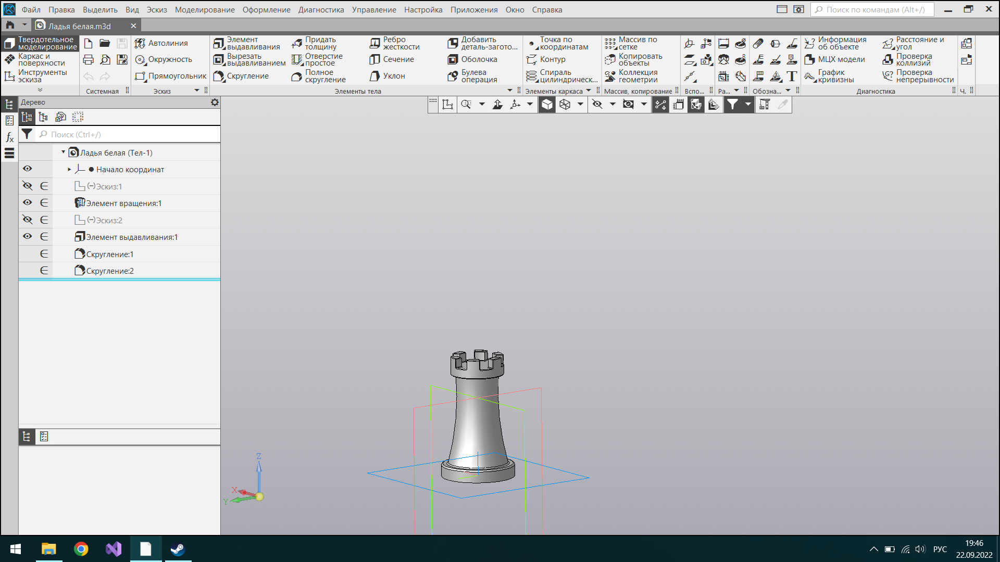 Файл Правка Выделить Вид Эскиз Моделирование Оформление Диагностика Управление Настройка Приложения Окно Справка
Поиск по командам (Alt+/)
Ладья белая.m3d
Твердотельное
моделирование
Каркас и
поверхности
Инструменты
эскиза
Системная
Автолиния
Окружность
Прямоугольник
Эскиз
Элемент
выдавливания
Вырезать
выдавливанием
Скругление
Придать
толщину
Отверстие
простое
Полное
скругление
Ребро
жесткости
Сечение
Уклон
Добавить
деталь-загото...
Оболочка
Булева
операция
Элементы тела
Точка по
координатам
Контур
Спираль
цилиндрическ...
Элементы каркаса
Массив по
сетке
Копировать
объекты
Коллекция
геометрии
Массив, копирование
Вспо...
Ра...
Обозна...
Информация
об объекте
МЦХ модели
График
кривизны
Расстояние и
угол
Проверка
коллизий
Проверка
непрерывности
Диагностика
Ч.
Дерево
Поиск (Ctrl+/)
Ладья белая (Тел-1)
Начало координат
(−)Эскиз:1
Элемент вращения:1
(−)Эскиз:2
Элемент выдавливания:1
Скругление:1
Скругление:2
Z
X
Y
РУС
19:46
22.09.2022